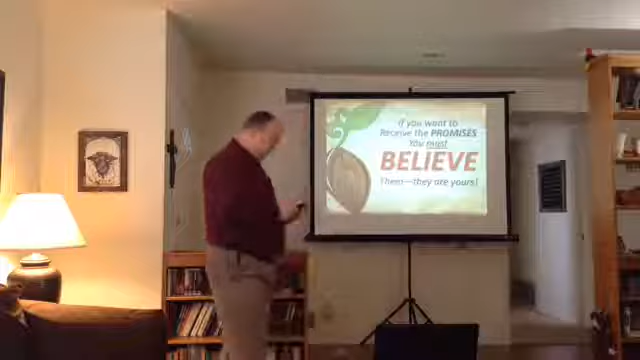 If you want to
Receive the PROMISES
You must
BELIEVE
Them—they are yours!